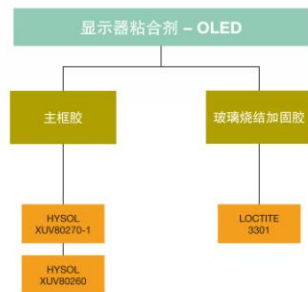 显示器粘合剂 – OLED
主框胶
玻璃烧结加固胶
HYSOL
XUV80270-1
LOCTITE
3301
HYSOL
XUV80260